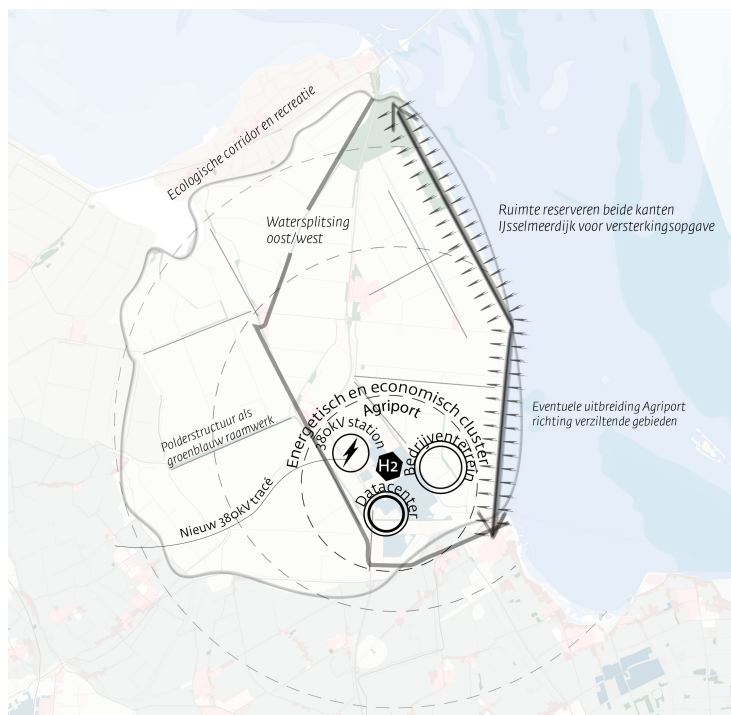 Ecologische corridor en recreatie
Watersplitsing
oost/west
Ruimte reserveren beide kanten
IJsselmeerdijk voor versterkingsopgave
Energetisch en economisch cluster
Agriport
Eventuele uitbreiding Agriport
richting verziltende gebieden
380kV station
Polderstructuur als
groenblauw raamwerk
Bedrijventerrein
H2
Datacenter
Nieuw 380kV tracé